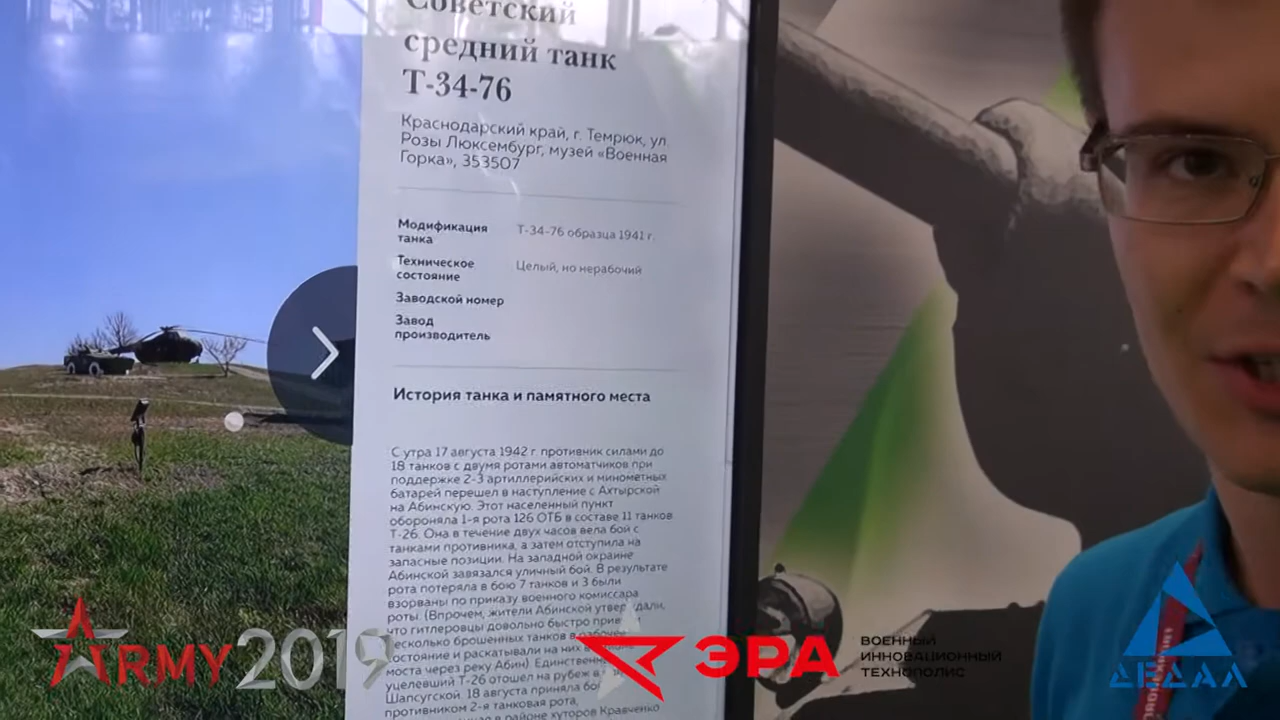 Советский
средний танк
Т-34-76
Краснодарский край, г. Темрюк, ул.
Розы Люксембург, музей «Военная
Горка», 353507
Модификация
танка
Т-34-76 образца 1941 г.
Техническое
состояние
Целый, но нерабочий
Заводской номер
Завод
производитель
История танка и памятного места
С утра 17 августа 1942 г. противник силами до
18 танков с двумя ротами автоматчиков при
поддержке 2-3 артиллерийских и минометных
батарей перешел в наступление с Ахтырской
на Абинскую. Этот населенный пункт
обороняла 1-я рота 126 ОТБ в составе 11 танков
Т-26. Она в течение двух часов вела бой с
танками противника, а затем отступила на
запасные позиции. На западной окраине
Абинской завязался уличный бой. В результате
рота потеряла в бою 7 танков и 3 были
взорваны по приказу военного комиссара
роты. (Впрочем, жители Абинской
что гитлеровцы довольно быстро
несколько брошенных танков в
состояние и раскатывали на них
моста через реку Абин)
уцелевший Т-26 отошел на рубеж
Шапсугской. 18 августа приняла
противником 2-я танковая рота,
в районе хуторов Кравченко
ARMY 2019
ЭРА
ВОЕННЫЙ
ИННОВАЦИОННЫЙ
ТЕХНОПОЛИС
ДЕДАЛ